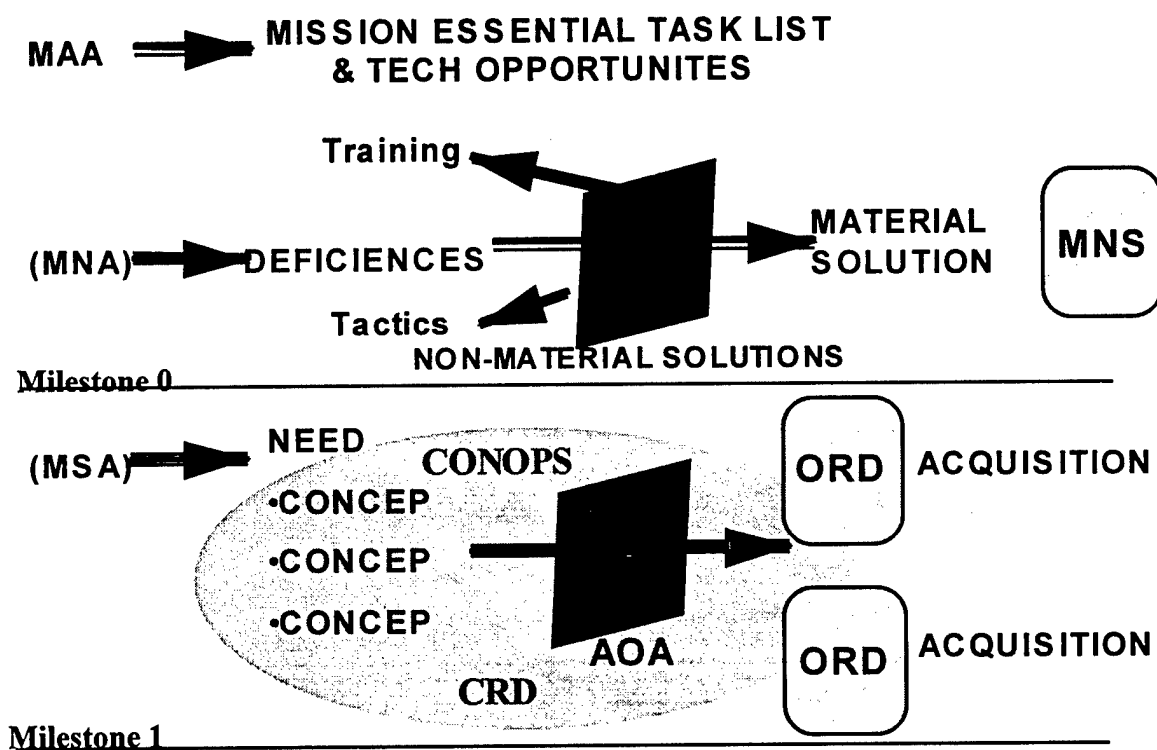 MAA
MISSION ESSENTIAL TASK LIST
& TECH OPPORTUNITES
Training
(MNA)
DEFICIENCES
MATERIAL
SOLUTION
MNS
Tactics
NON-MATERIAL SOLUTIONS
Milestone 0
(MSA)
NEED
CONOPS
•CONCEP
•CONCEP
•CONCEP
AOA
CRD
ORD
ACQUISITION
ORD
ACQUISITION
Milestone 1